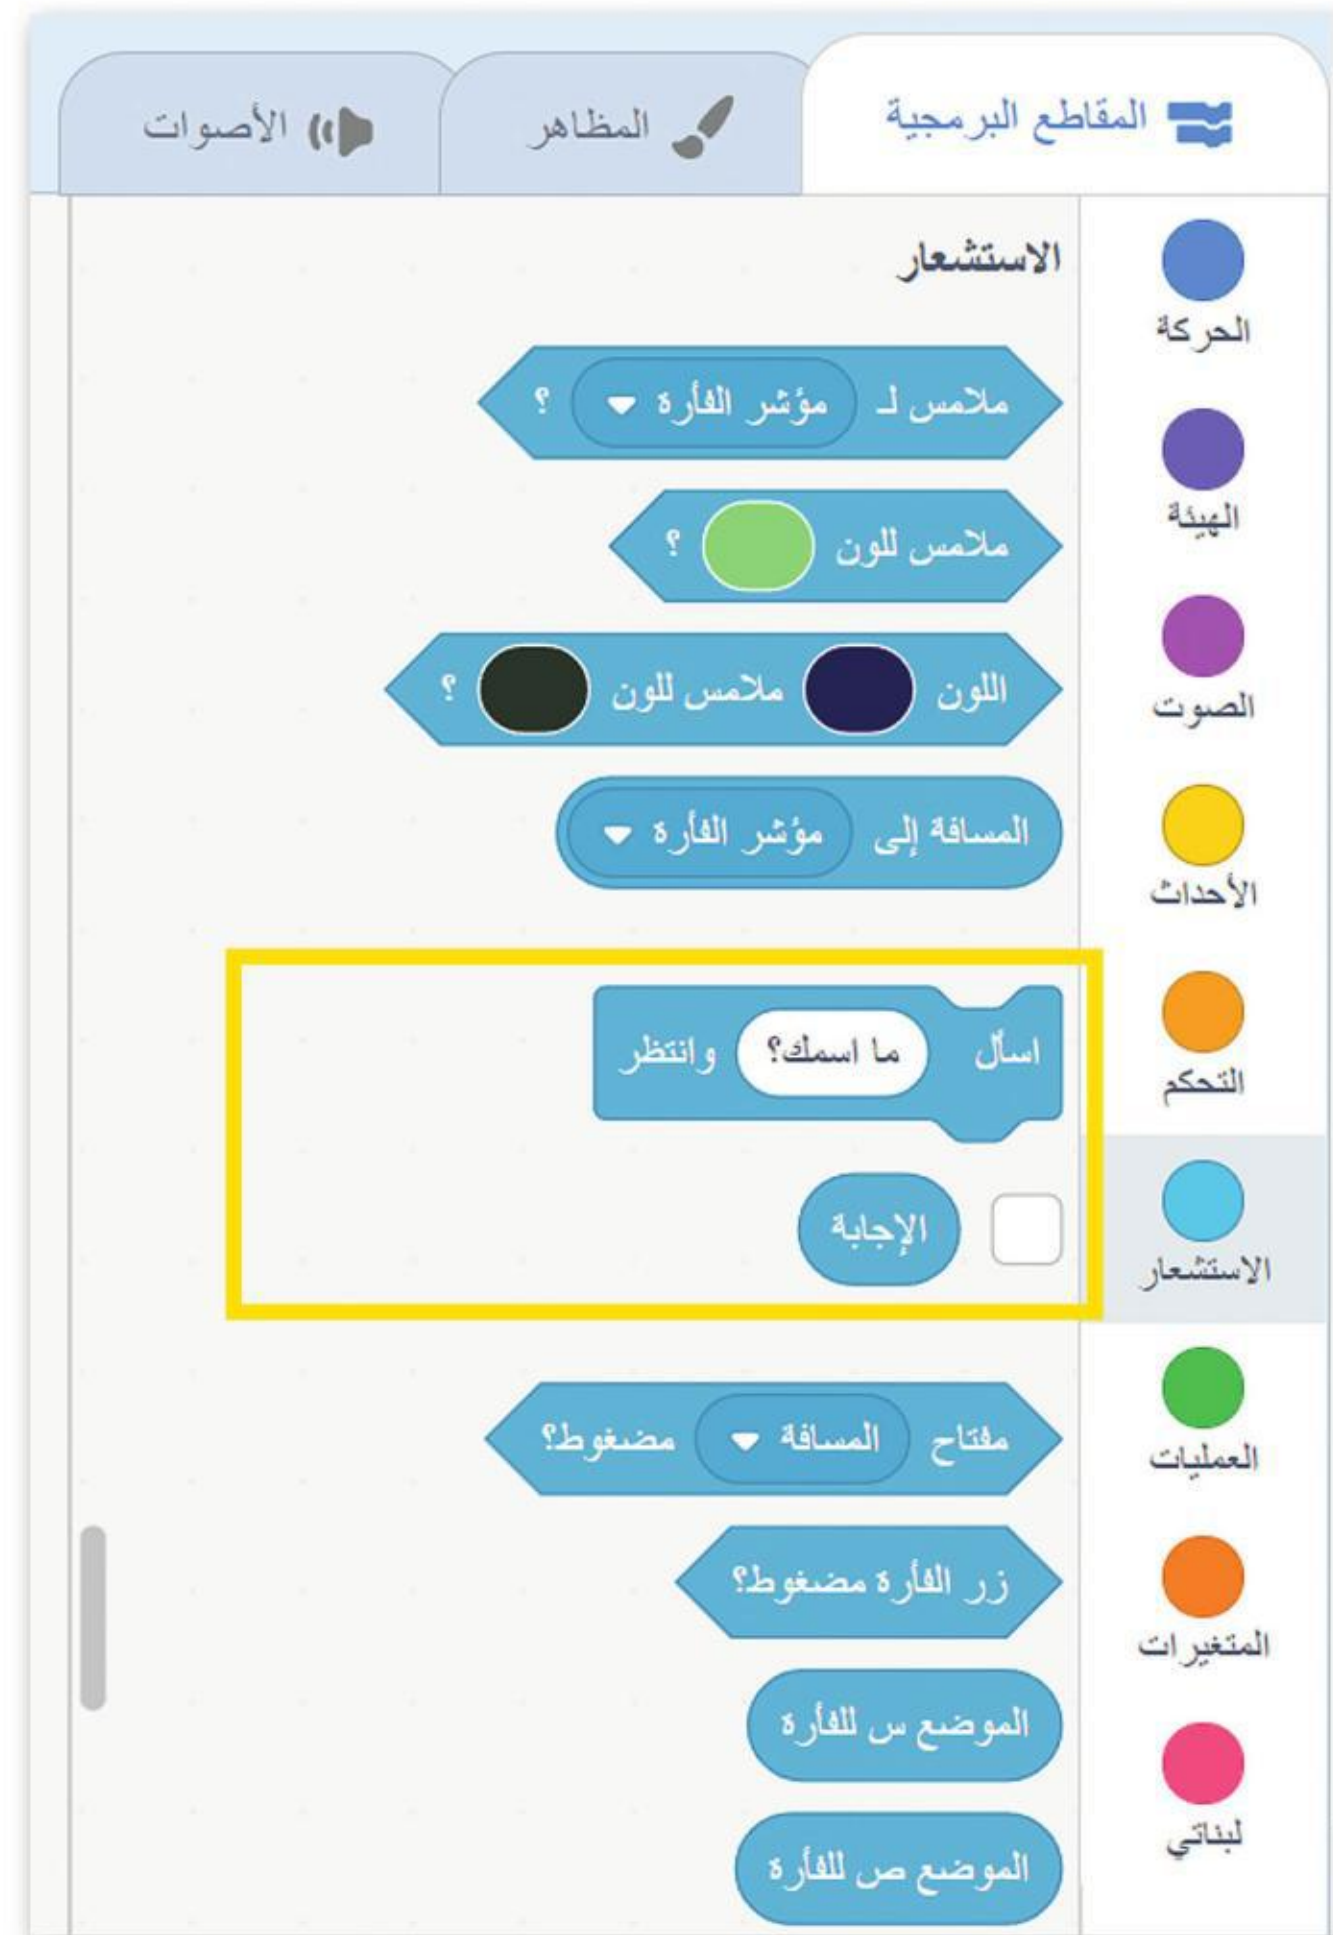 المقاطع البرمجية
المظاهر
الأصوات
الحركة
الهيئة
الصوت
الأحداث
التحكم
الاستشعار
العمليات
المتغيرات
لبناتي
الاستشعار
ملامس لـ مؤشر الفأرة ؟
ملامس للون ؟
اللون ملامس للون ؟
المسافة إلى مؤشر الفأرة
اسأل ما اسمك؟ وانتظر
الإجابة
مفتاح المسافة مضغوط؟
زر الفأرة مضغوط؟
الموضع س للفأرة
الموضع ص للفأرة